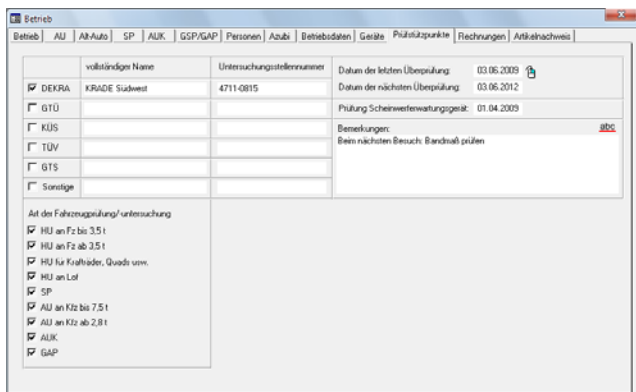 Betrieb
Betrieb AU Alt-Auto SP AUK GSP/GAP Personen Azubi Betriebsdaten Geräte Prüfstützpunkte Rechnungen Artikelnachweis
vollständiger Name Untersuchungsstellennummer
DEKRA KRADE Südwest 4711-0815
GTÜ
KÜS
TÜV
GTS
Sonstige
Datum der letzten Überprüfung: 03.06.2009
Datum der nächsten Überprüfung: 03.06.2012
Prüfung Scheinwerferwartungsgerät: 01.04.2009
Bemerkungen: abc
Beim nächsten Besuch: Bandmaß prüfen
Art der Fahrzeugprüfung/ untersuchung
HU an Fz bis 3,5 t
HU an Fz ab 3,5 t
HU für Krafträder, Quads usw.
HU an LoF
SP
AU an Kfz bis 7,5 t
AU an Kfz ab 2,8 t
AUK
GAP